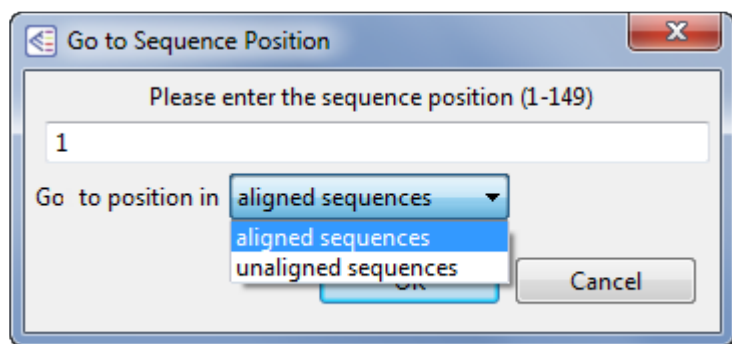 Go to Sequence Position
Please enter the sequence position (1-149)
1
Go to position in aligned sequences
aligned sequences
unaligned sequences
Cancel